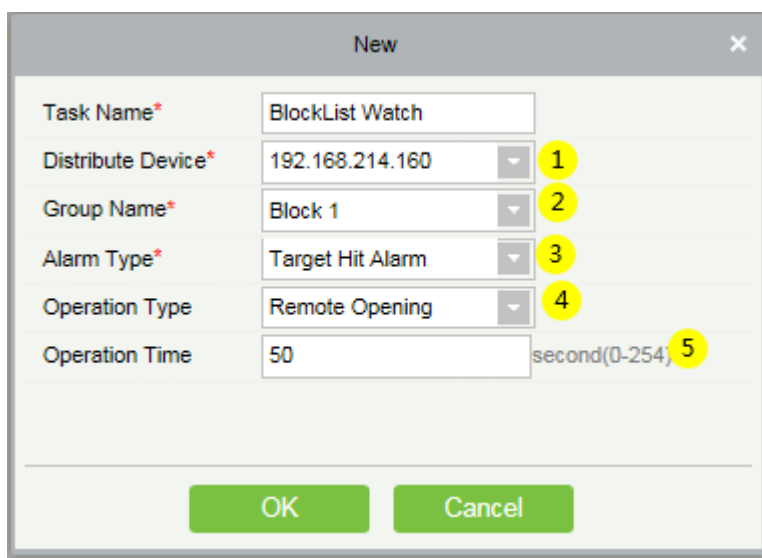 New ×
Task Name* BlockList Watch
Distribute Device* 192.168.214.160 1
Group Name* Block 1 2
Alarm Type* Target Hit Alarm 3
Operation Type Remote Opening 4
Operation Time 50 second(0-254) 5
OK Cancel